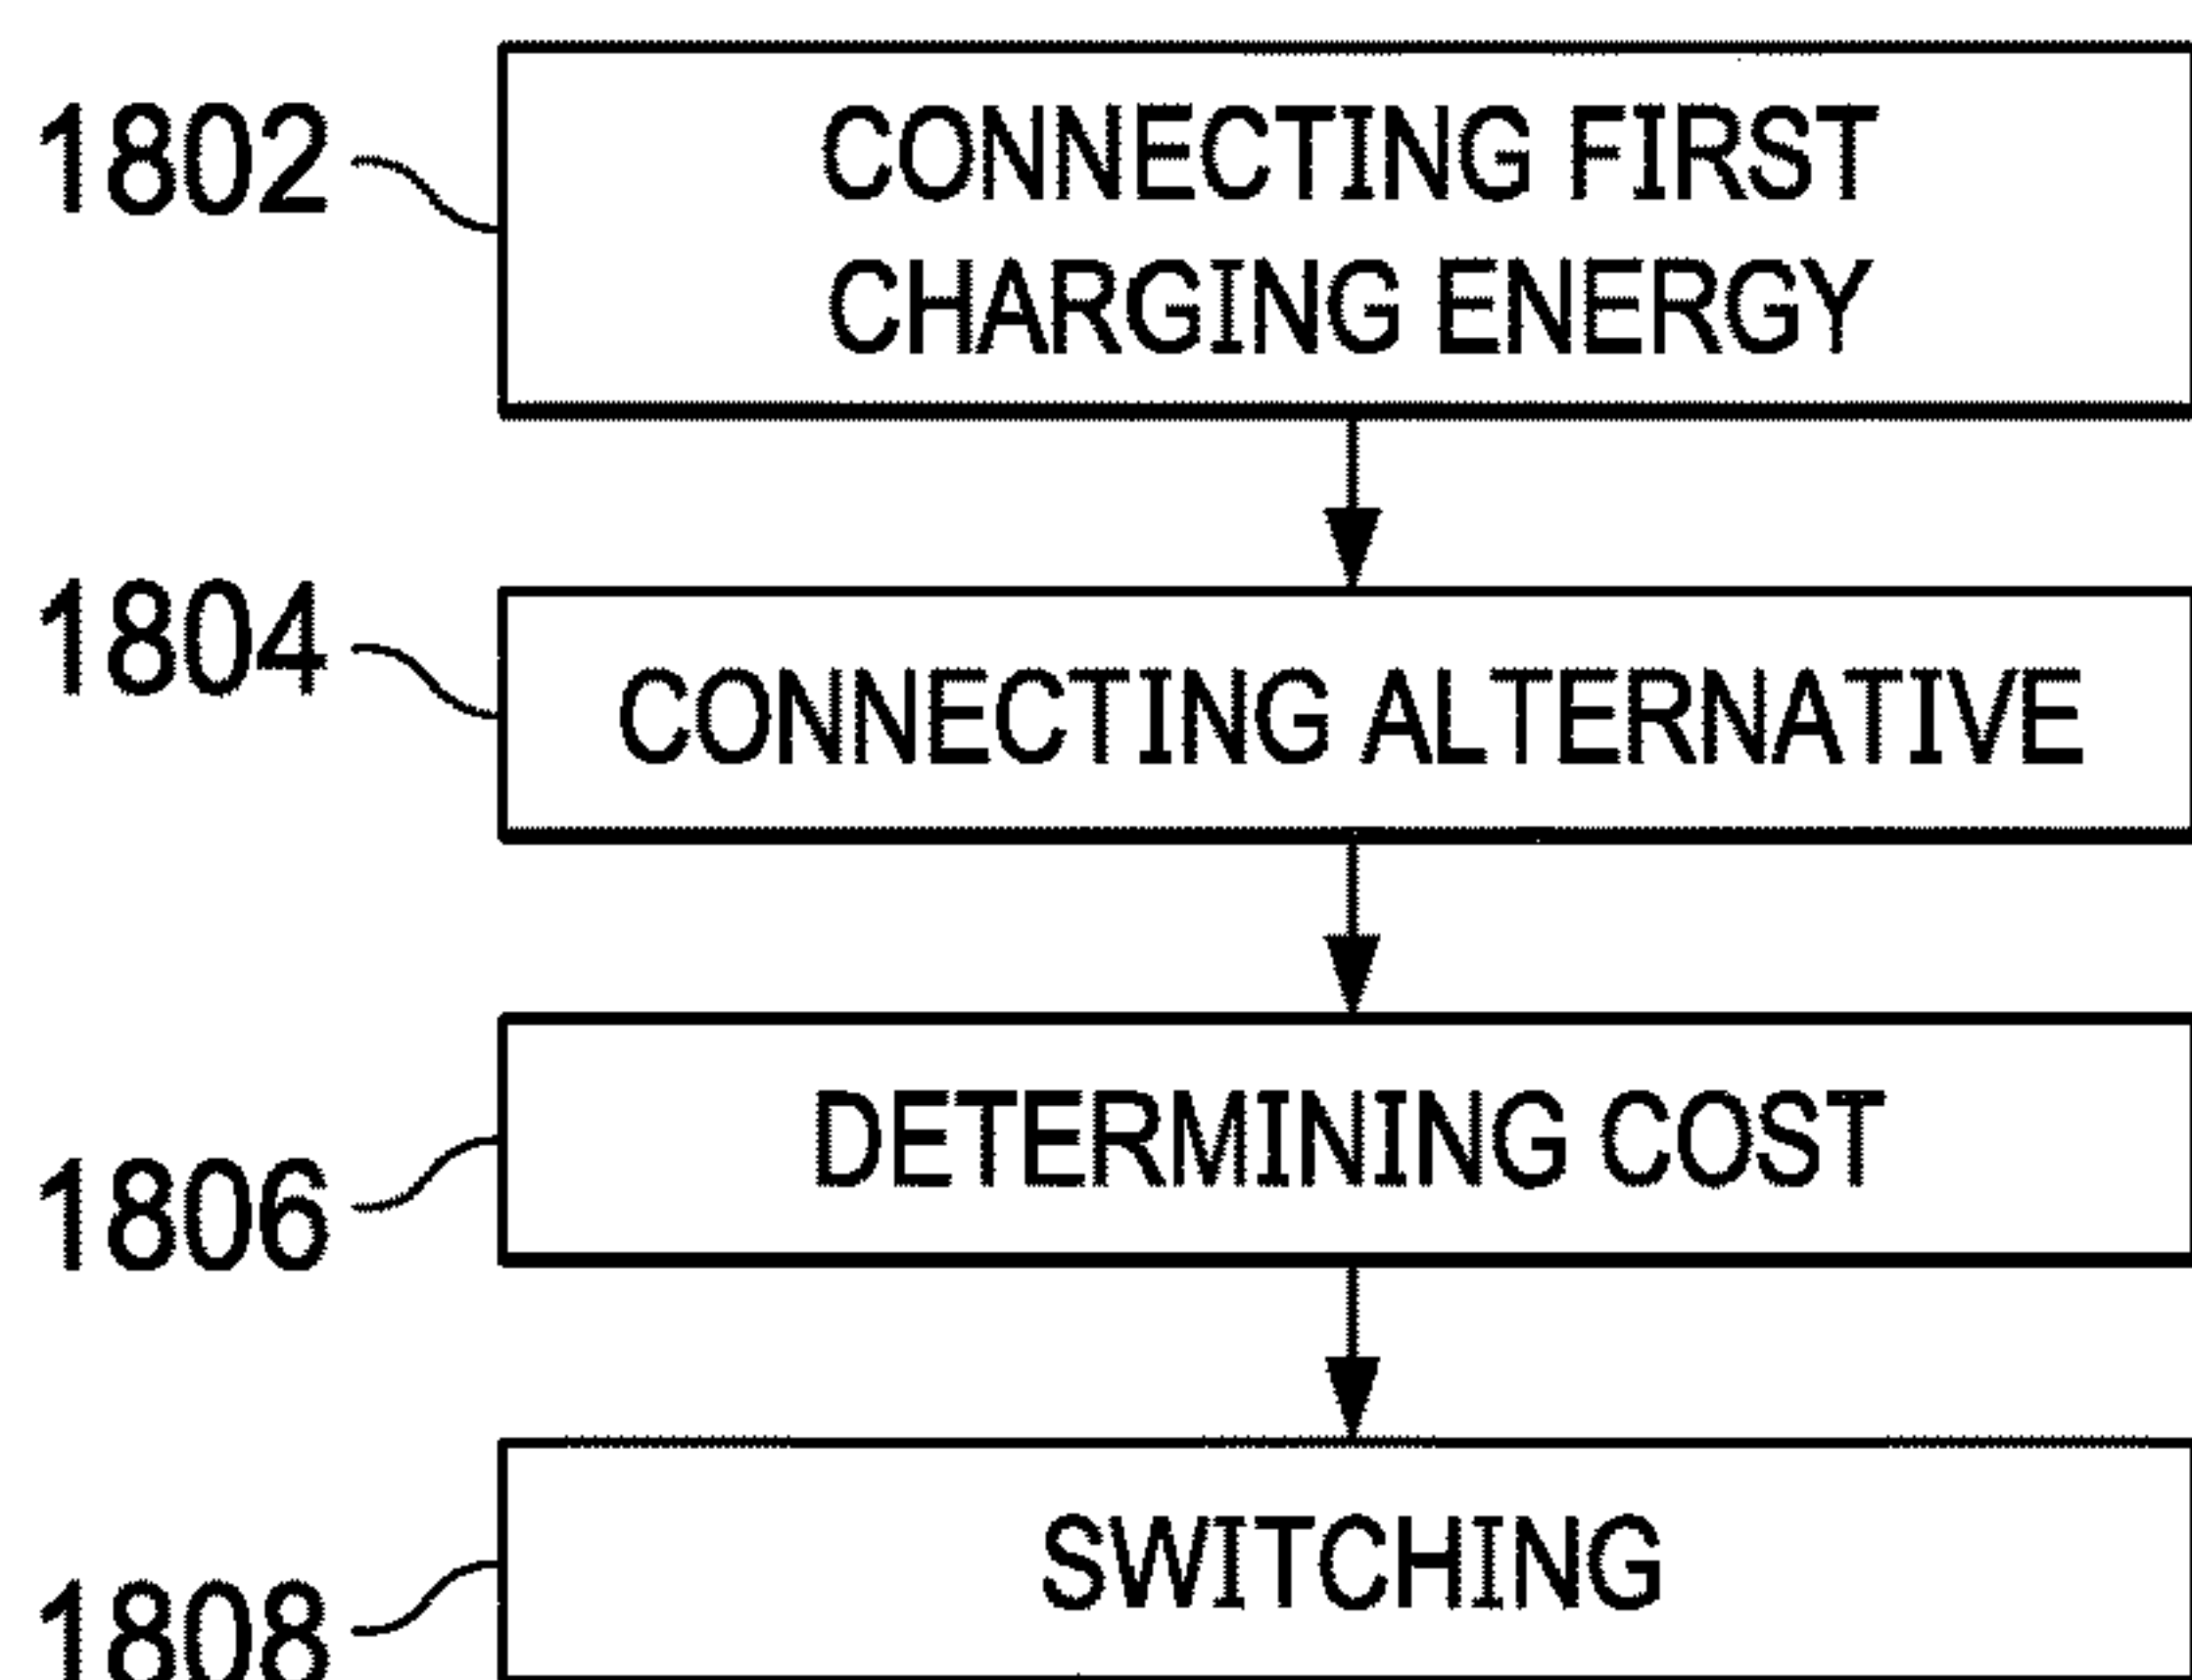 1802
CONNECTING FIRST
CHARGING ENERGY
1804
CONNECTING ALTERNATIVE
1806
DETERMINING COST
1808
SWITCHING